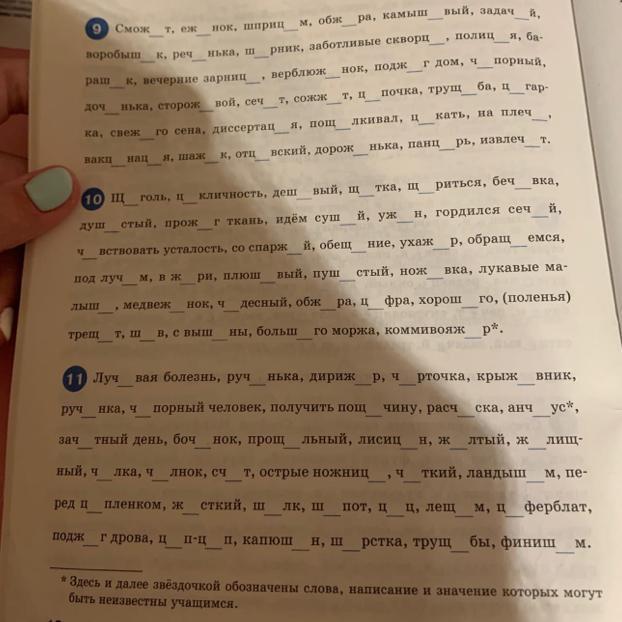 9 Смож__т, еж__нок, шприц__м, обж__ра, камыш__вый, задач__й,
воробыш__к, реч__нька, ш__рник, заботливые скворц__, полиц__я, ба-
раш__к, вечерние зарниц__, верблюж__нок, подж__г дом, ч__порный,
доч__нька, сторож__вой, сеч__т, сожж__т, ц__почка, трущ__ба, ц__гар-
ка, свеж__го сена, диссертац__я, пощ__лкивал, ц__кать, на плеч__,
вакц__нац__я, шаж__к, отц__вский, дорож__нька, панц__рь, извлеч__т.
10 Щ__голь, ц__кличность, деш__вый, щ__тка, щ__риться, беч__вка,
душ__стый, прож__г ткань, идём суш__й, уж__н, гордился сеч__й,
ч__вствовать усталость, со спарж__й, обещ__ние, ухаж__р, обращ__емся,
под луч__м, в ж__ри, плюш__вый, пуш__стый, нож__вка, лукавые ма-
лыш__, медвеж__нок, ч__десный, обж__ра, ц__фра, хорош__го, (поленья)
трещ__т, ш__в, с выш__ны, больш__го моржа, коммивояж__р*.
11 Луч__вая болезнь, руч__нька, дириж__р, ч__рточка, крыж__вник,
руч__нка, ч__порный человек, получить пощ__чину, расч__ска, анч__ус*,
зач__тный день, боч__нок, прощ__льный, лисиц__н, ж__лтый, ж__лищ-
ный, ч__лка, ч__лнок, сч__т, острые ножниц__, ч__ткий, ландыш__м, пе-
ред ц__пленком, ж__сткий, ш__лк, ш__пот, ц__ц, лещ__м, ц__ферблат,
подж__г дрова, ц__п-ц__п, капюш__н, ш__рстка, трущ__бы, финиш__м.
* Здесь и далее звёздочкой обозначены слова, написание и значение которых могут
быть неизвестны учащимся.